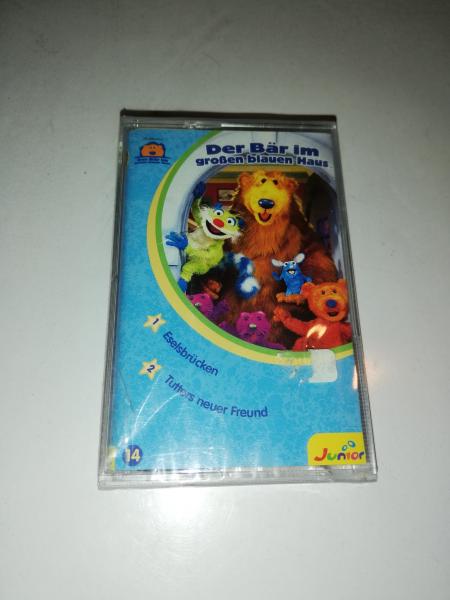 Der Bär im
großen blauen Haus
1
Eselsbrücken
2
Tutters neuer Freund
14
Junior